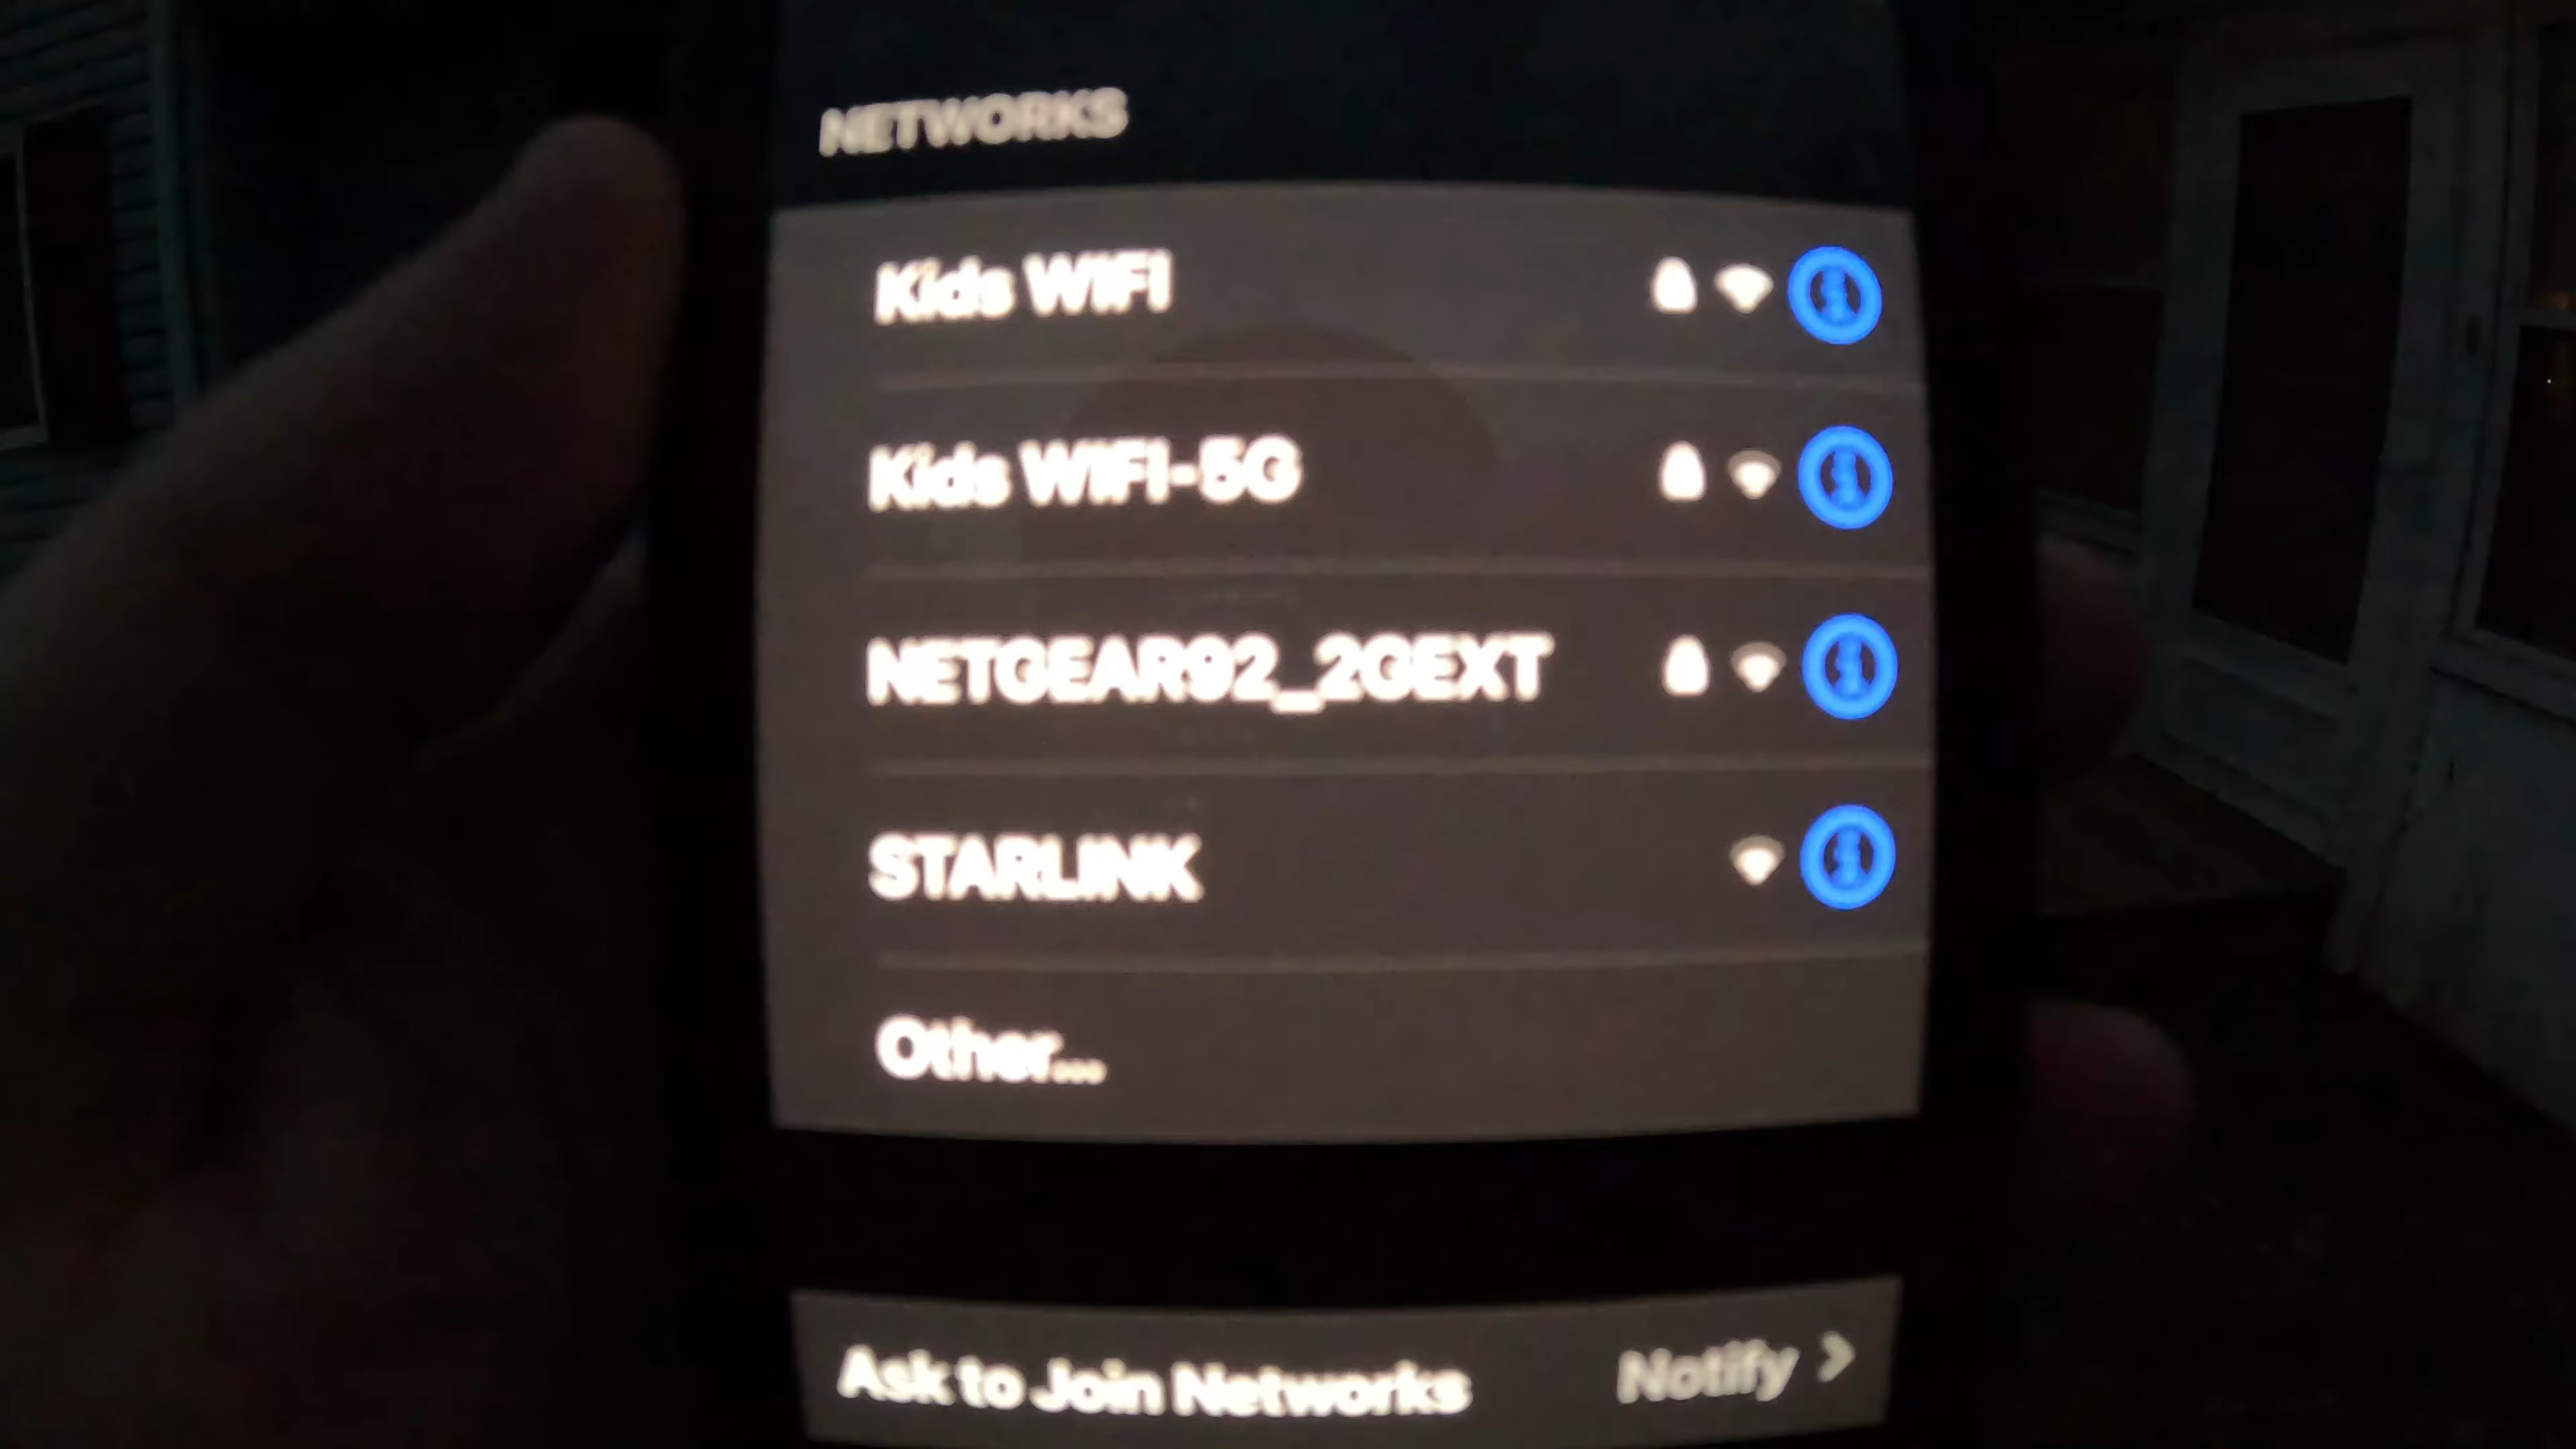 NETWORKS
Kids WIFI
Kids WIFI-5G
NETGEAR92_2GEXT
STARLINK
Other...
Ask to Join Networks Notify >